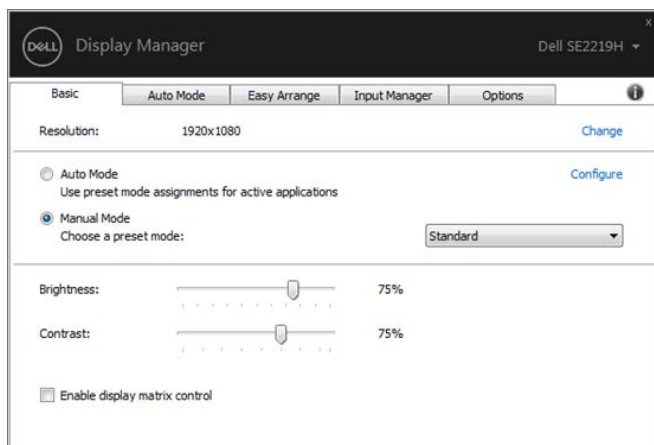 x
DELL Display Manager Dell SE2219H
Basic Auto Mode Easy Arrange Input Manager Options i
Resolution: 1920x1080 Change
Auto Mode Configure
Use preset mode assignments for active applications
Manual Mode
Choose a preset mode: Standard
Brightness: 75%
Contrast: 75%
Enable display matrix control